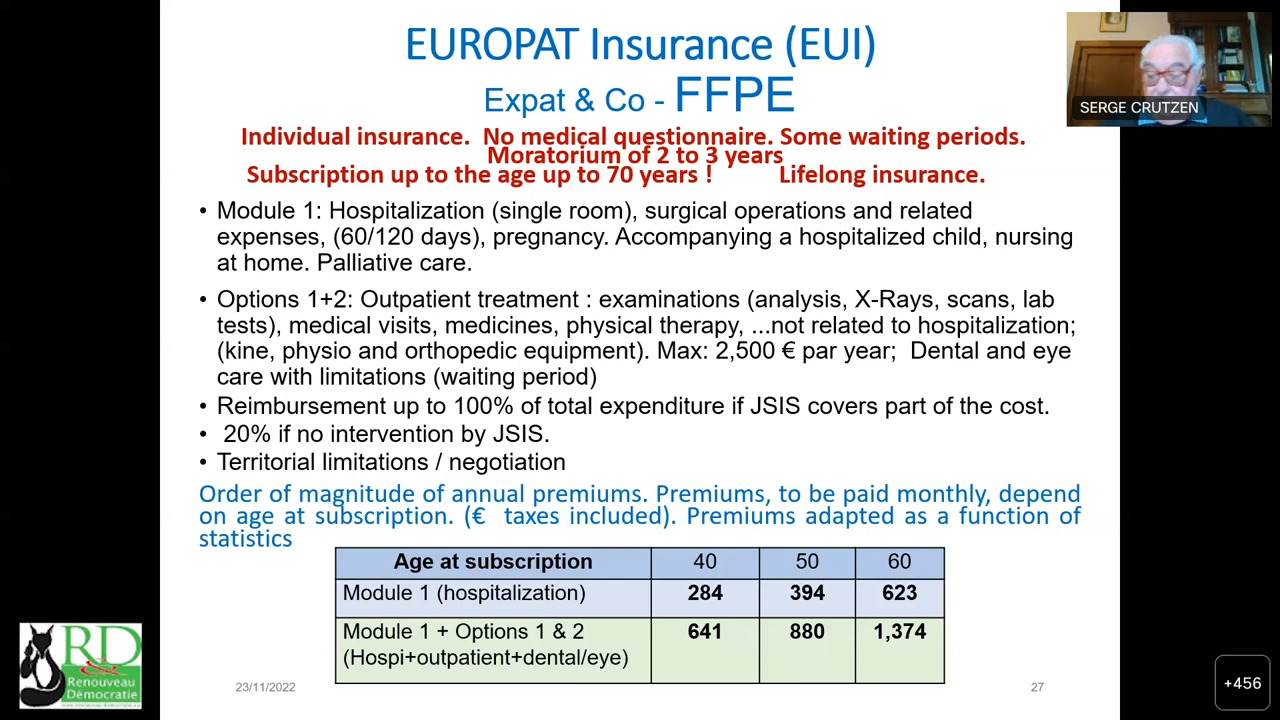 EUROPAT Insurance (EUI)
Expat & Co - FFPE
SERGE CRUTZEN
Individual insurance. No medical questionnaire. Some waiting periods.
Moratorium of 2 to 3 years
Subscription up to the age up to 70 years ! Lifelong insurance.
• Module 1: Hospitalization (single room), surgical operations and related
expenses, (60/120 days), pregnancy. Accompanying a hospitalized child, nursing
at home. Palliative care.
• Options 1+2: Outpatient treatment : examinations (analysis, X-Rays, scans, lab
tests), medical visits, medicines, physical therapy, ...not related to hospitalization;
(kine, physio and orthopedic equipment). Max: 2,500 € par year; Dental and eye
care with limitations (waiting period)
• Reimbursement up to 100% of total expenditure if JSIS covers part of the cost.
• 20% if no intervention by JSIS.
• Territorial limitations / negotiation
Order of magnitude of annual premiums. Premiums, to be paid monthly, depend
on age at subscription. (€ taxes included). Premiums adapted as a function of
statistics
Age at subscription 40 50 60
Module 1 (hospitalization) 284 394 623
Module 1 + Options 1 & 2 641 880 1,374
(Hospi+outpatient+dental/eye)
RD
Renouveau
Démocratie
23/11/2022
27
+456